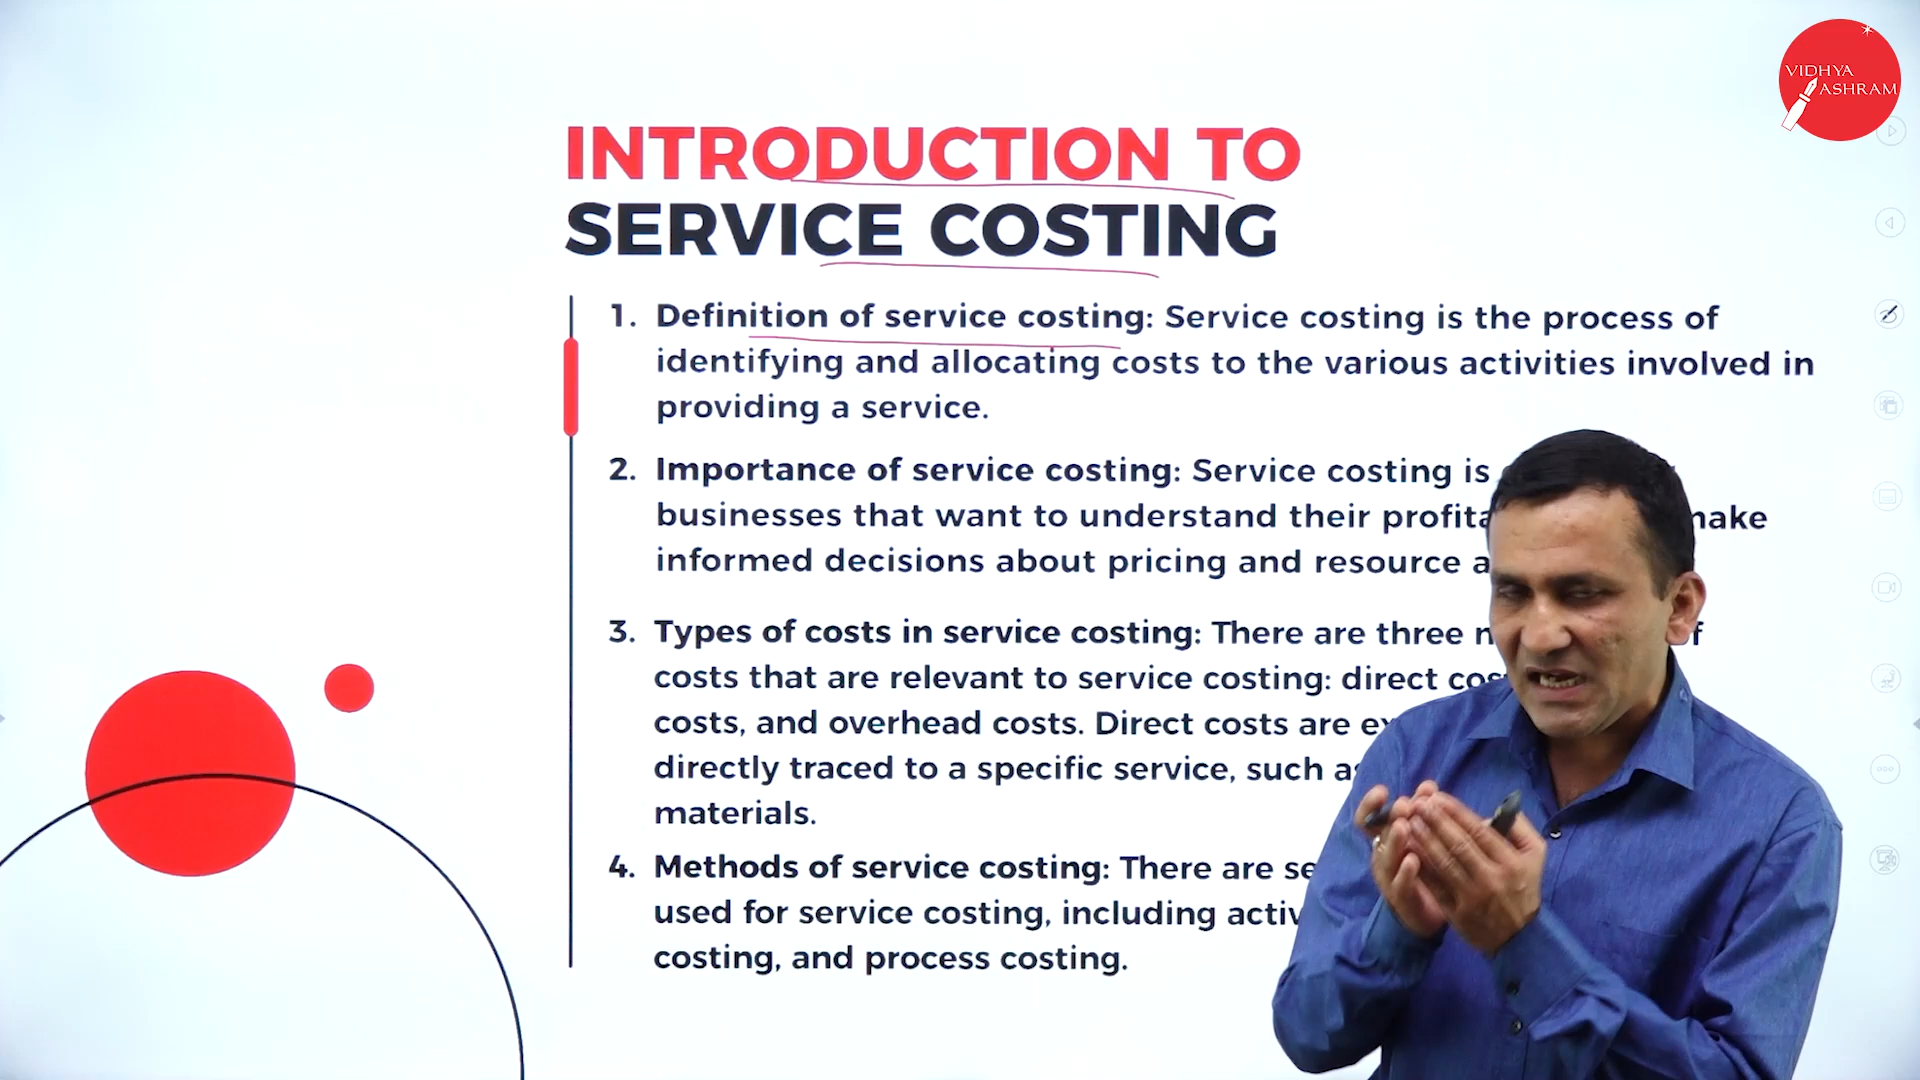 VIDHYA
ASHRAM
INTRODUCTION TO
SERVICE COSTING
1. Definition of service costing: Service costing is the process of
identifying and allocating costs to the various activities involved in
providing a service.
2. Importance of service costing: Service costing is
businesses that want to understand their
informed decisions about pricing and resource
3. Types of costs in service costing: There are three
costs that are relevant to service costing: direct
costs, and overhead costs. Direct costs are
directly traced to a specific service, such
materials.
4. Methods of service costing: There are
used for service costing, including
costing, and process costing.